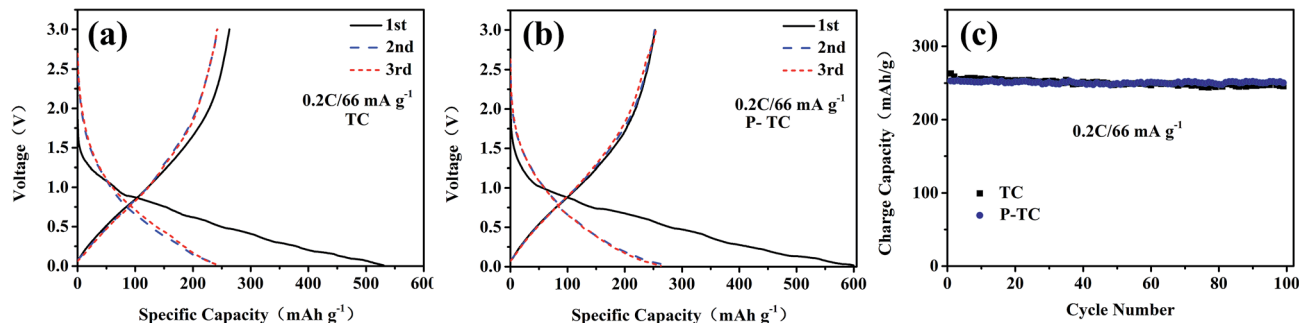 (a)
1st
2nd
3rd
0.2C/66 mA g-1
TC
Voltage（V）
3.0
2.5
2.0
1.5
1.0
0.5
0.0
0 100 200 300 400 500 600
Specific Capacity（mAh g-1）
(b)
1st
2nd
3rd
0.2C/66 mA g-1
P- TC
Voltage（V）
3.0
2.5
2.0
1.5
1.0
0.5
0.0
0 100 200 300 400 500 600
Specific Capacity（mAh g-1）
(c)
0.2C/66 mA g-1
TC
P-TC
Charge Capacity (mAh/g)
300
200
100
0
0 20 40 60 80 100
Cycle Number